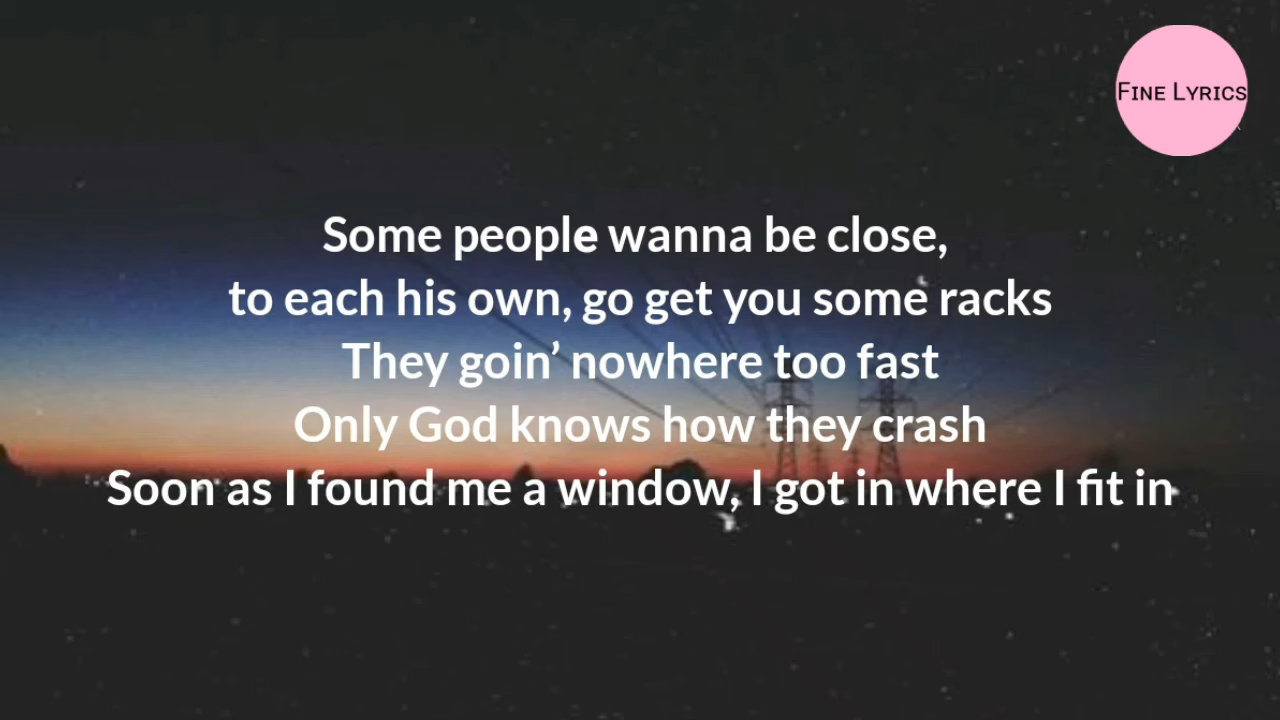 Fine Lyrics
Some people wanna be close,
to each his own, go get you some racks
They goin’ nowhere too fast
Only God knows how they crash
Soon as I found me a window, I got in where I fit in